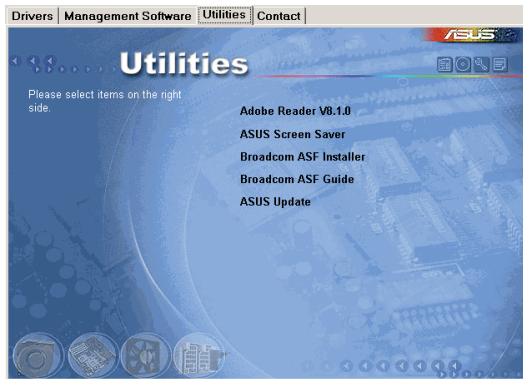 Drivers Management Software Utilities Contact
ASUS
Utilities
Please select items on the right
side.
Adobe Reader V8.1.0
ASUS Screen Saver
Broadcom ASF Installer
Broadcom ASF Guide
ASUS Update